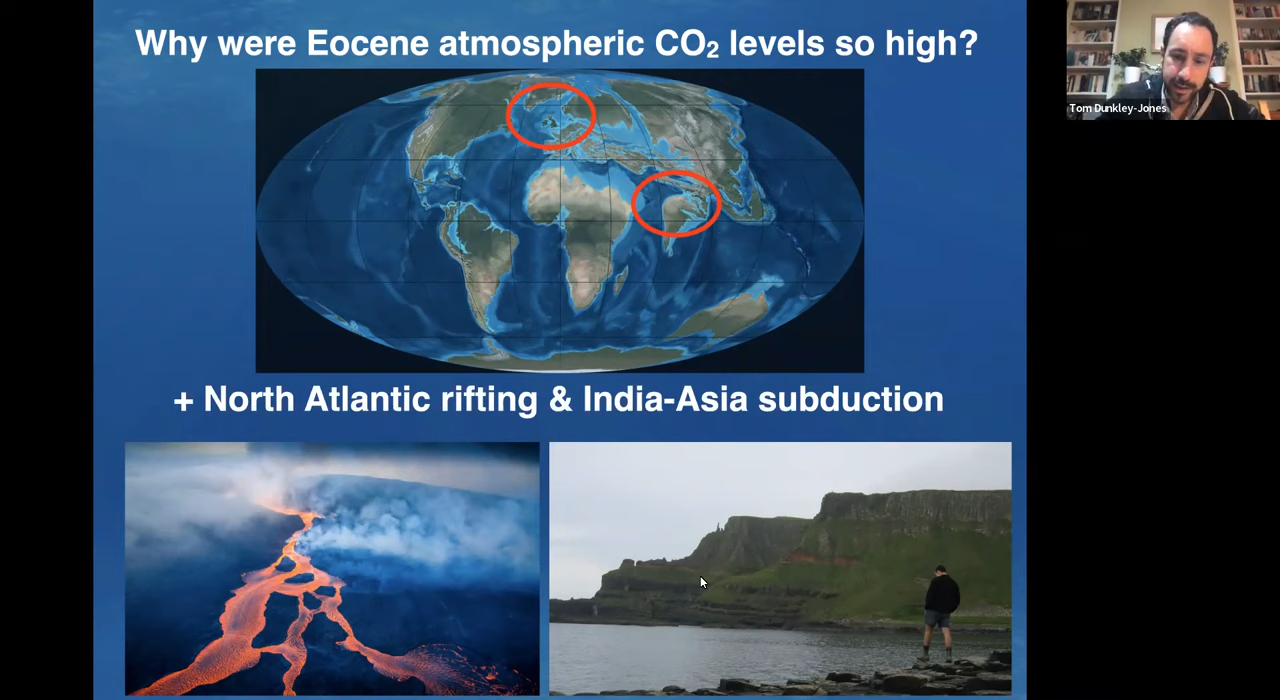 Why were Eocene atmospheric CO₂ levels so high?
Tom Dunkley-Jones
+ North Atlantic rifting & India-Asia subduction